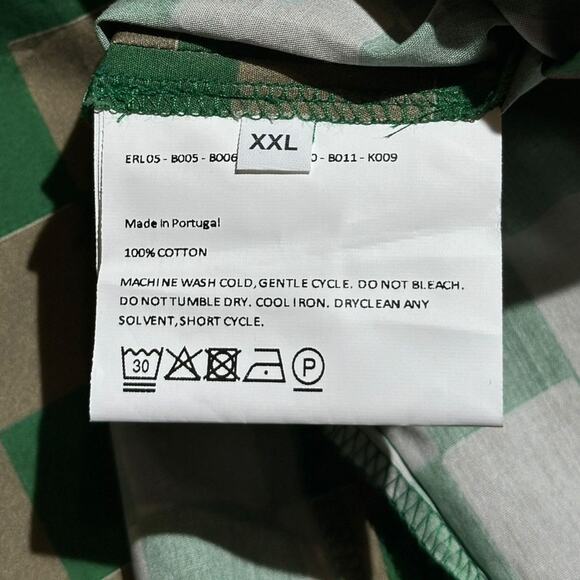 XXL
ERL05 - B005 - B006 0 - B011 - K009
Made in Portugal
100% COTTON
MACHINE WASH COLD, GENTLE CYCLE. DO NOT BLEACH.
DO NOT TUMBLE DRY. COOL IRON. DRYCLEAN ANY
SOLVENT, SHORT CYCLE.
30 P